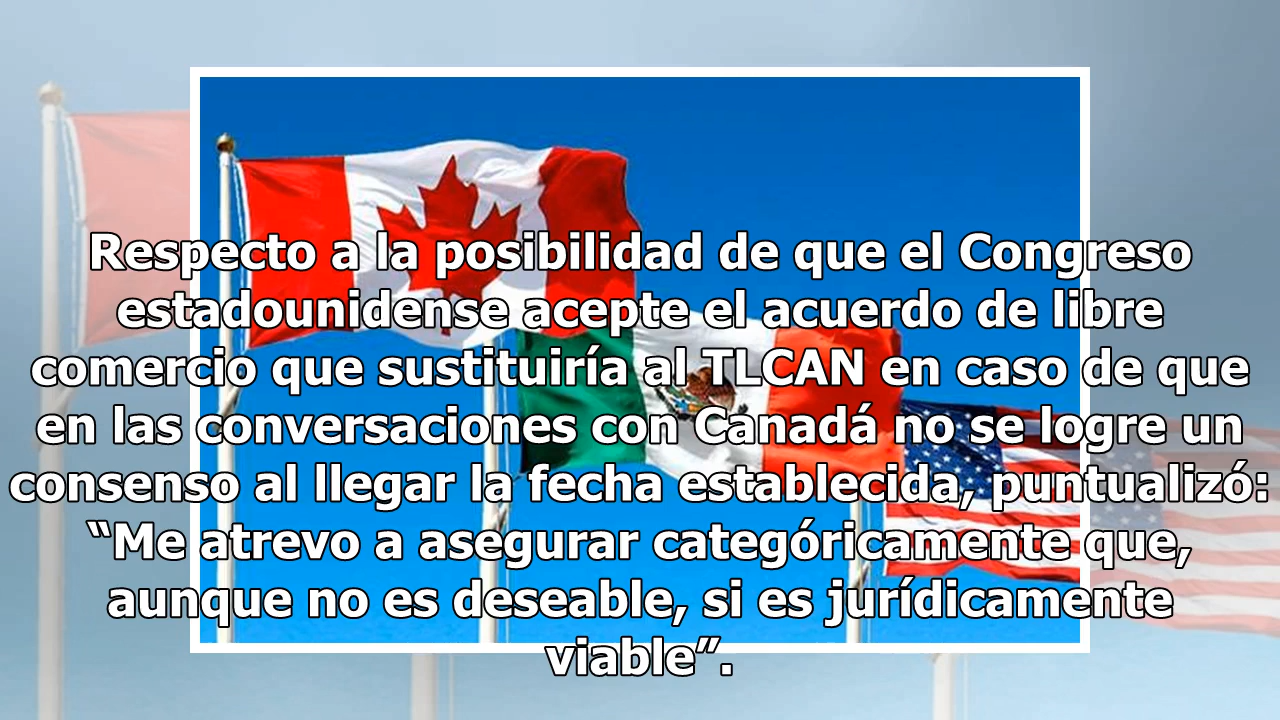 Respecto a la posibilidad de que el Congreso
estadounidense acepte el acuerdo de libre
comercio que sustituiría al TLCAN en caso de que
en las conversaciones con Canadá no se logre un
consenso al llegar la fecha establecida, puntualizó:
“Me atrevo a asegurar categóricamente que,
aunque no es deseable, si es jurídicamente
viable”.